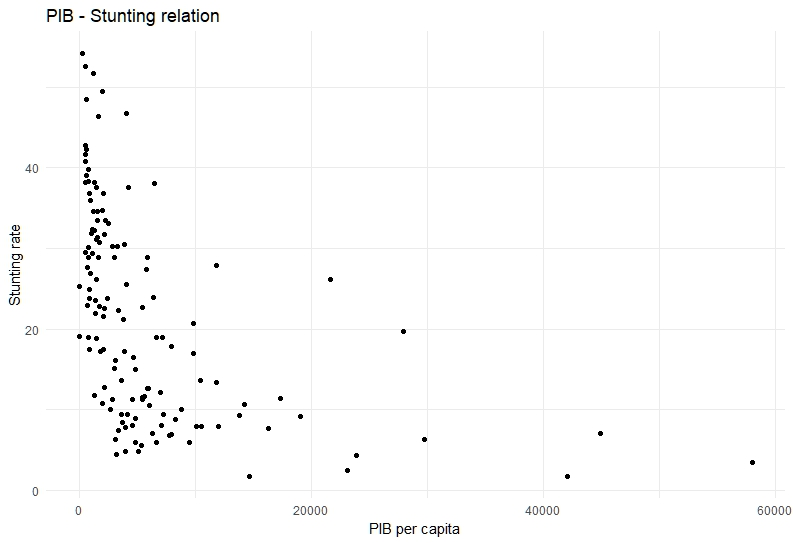 PIB - Stunting relation
Stunting rate
40
20
0
0 20000 40000 60000
PIB per capita